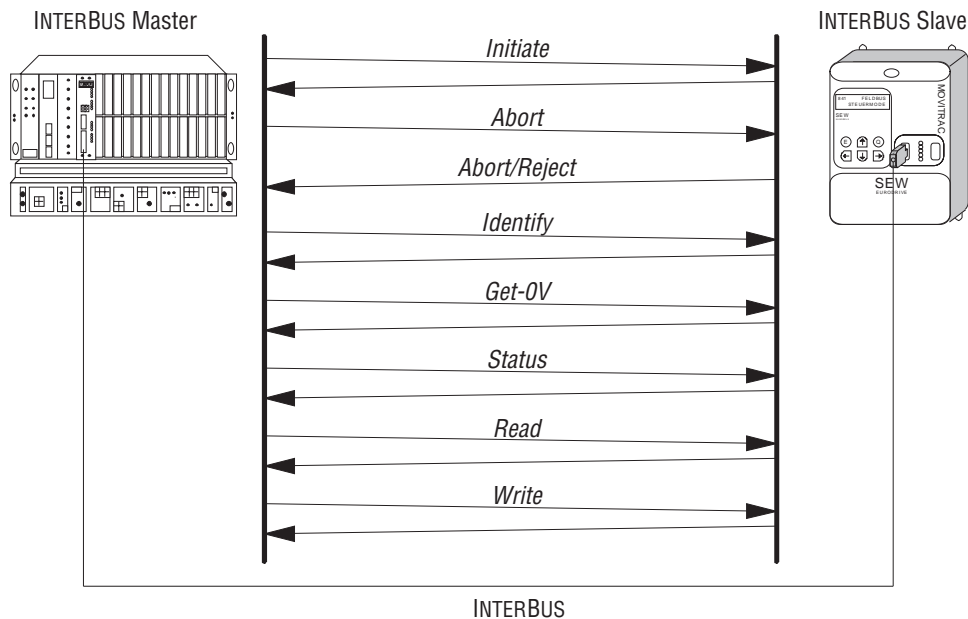 INTERBUS Master
INTERBUS Slave
Initiate
Abort
Abort/Reject
Identify
Get-OV
Status
Read
Write
FELDBUS
STEUERMODE
SEW
MOVITRAC
E
Q
SEW
EURODRIVE
INTERBUS